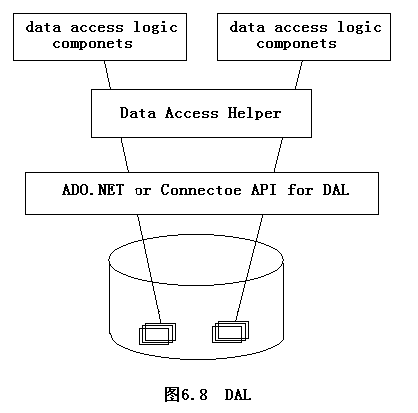 data access logic
componets
data access logic
componets
Data Access Helper
ADO.NET or Connectoe API for DAL
图6.8 DAL